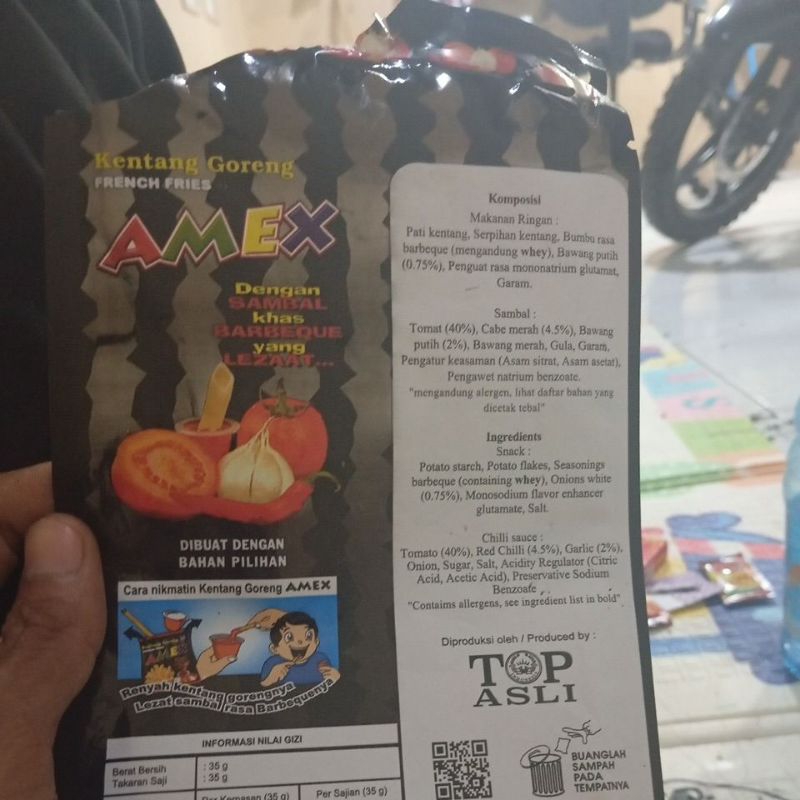 Kentang Goreng
FRENCH FRIES
AMEX
Dengan
SAMBAL
khas
BARBEQUE
yang
LEZAAT...
DIBUAT DENGAN
BAHAN PILIHAN
Cara nikmatin Kentang Goreng AMEX
AMEX
Renyah kentang gorengnya
Lezat sambal rasa Barbequenya
INFORMASI NILAI GIZI
Berat Bersih : 35 g
Takaran Saji : 35 g
Per Kemasan (35 g) Per Sajian (35 g)
Komposisi
Makanan Ringan :
Pati kentang, Serpihan kentang, Bumbu rasa
barbeque (mengandung whey), Bawang putih
(0.75%), Penguat rasa mononatrium glutamat,
Garam.
Sambal :
Tomat (40%), Cabe merah (4.5%), Bawang
putih (2%), Bawang merah, Gula, Garam,
Pengatur keasaman (Asam sitrat, Asam asetat),
Pengawet natrium benzoate.
"mengandung alergen, lihat daftar bahan yang
dicetak tebal"
Ingredients
Snack :
Potato starch, Potato flakes, Seasonings
barbeque (containing whey), Onions white
(0.75%), Monosodium flavor enhancer
glutamate, Salt.
Chilli sauce :
Tomato (40%), Red Chilli (4.5%), Garlic (2%),
Onion, Sugar, Salt, Acidity Regulator (Citric
Acid, Acetic Acid), Preservative Sodium
Benzoate
"Contaims allergens, see ingredient list in bold"
Diproduksi oleh / Produced by :
TOP
ASLI
BUANGLAH
SAMPAH
PADA
TEMPATNYA